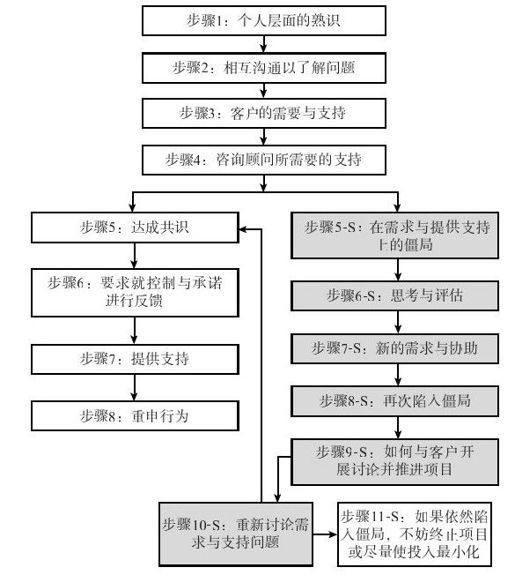 步骤1：个人层面的熟识
步骤2：相互沟通以了解问题
步骤3：客户的需要与支持
步骤4：咨询顾问所需要的支持
步骤5：达成共识
步骤6：要求就控制与承诺
进行反馈
步骤7：提供支持
步骤8：重申行为
步骤5-S：在需求与提供支持
上的僵局
步骤6-S：思考与评估
步骤7-S：新的需求与协助
步骤8-S：再次陷入僵局
步骤9-S：如何与客户开
展讨论并推进项目
步骤10-S：重新讨论需
求与支持问题
步骤11-S：如果依然陷
入僵局，不妨终止项目
或尽量使投入最小化